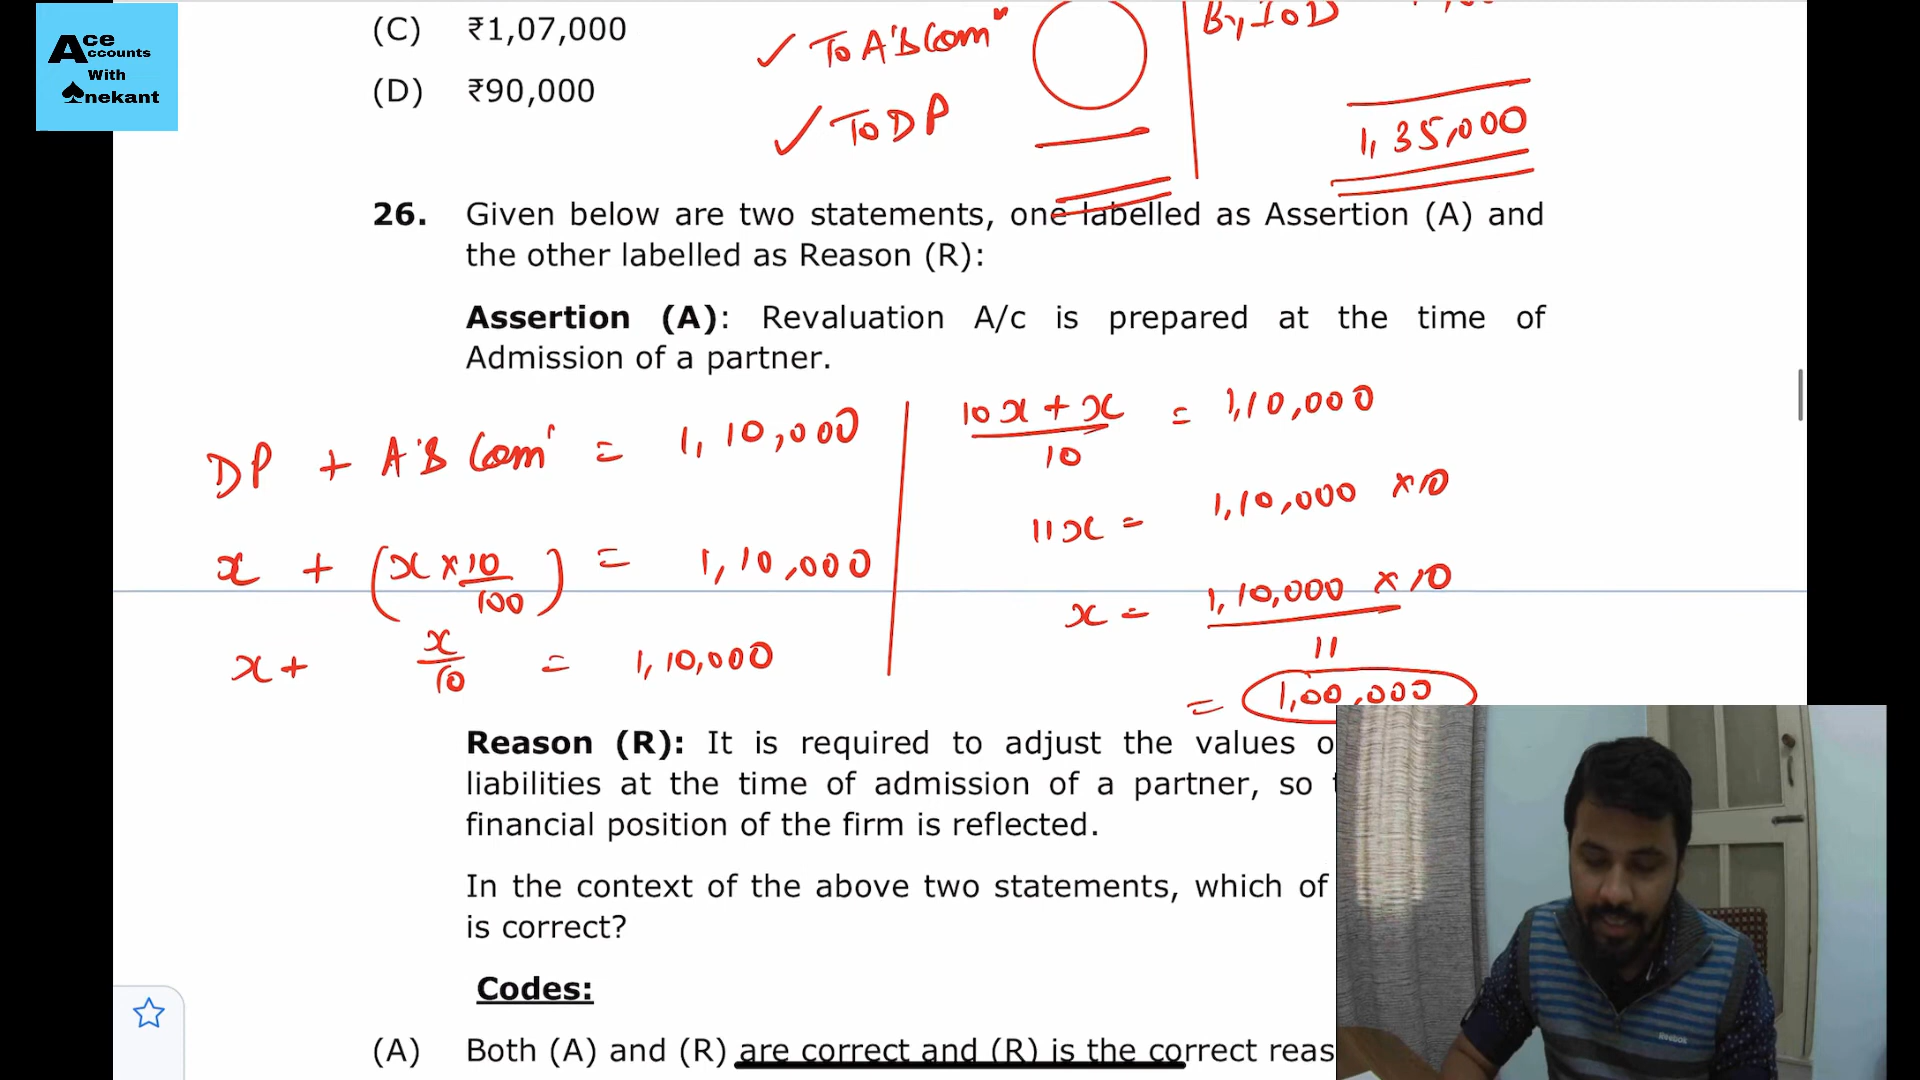 Ace
Accounts
With
Anekant
(C) ₹1,07,000
(D) ₹90,000
✓ To A's Com"
✓ To DP
By IOD
1,35,000
26. Given below are two statements, one labelled as Assertion (A) and
the other labelled as Reason (R):
Assertion (A): Revaluation A/c is prepared at the time of
Admission of a partner.
DP + A's Com' = 1,10,000
x + (x × 10/100) = 1,10,000
x + x/10 = 1,10,000
10x + x / 10 = 1,10,000
11x = 1,10,000 × 10
x = 1,10,000 × 10 / 11
= 1,00,000
Reason (R): It is required to adjust the values
liabilities at the time of admission of a partner, so
financial position of the firm is reflected.
In the context of the above two statements, which of
is correct?
Codes:
(A) Both (A) and (R) are correct and (R) is the correct reas
Reebok